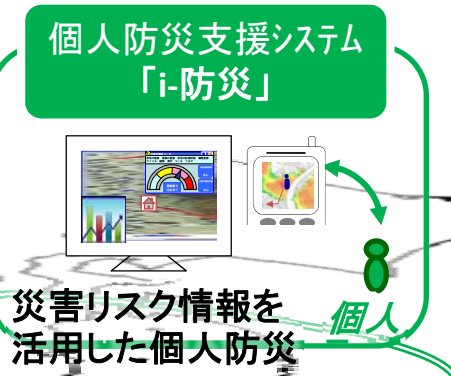 個人防災支援システム
「i-防災」
個人
災害リスク情報を
活用した個人防災